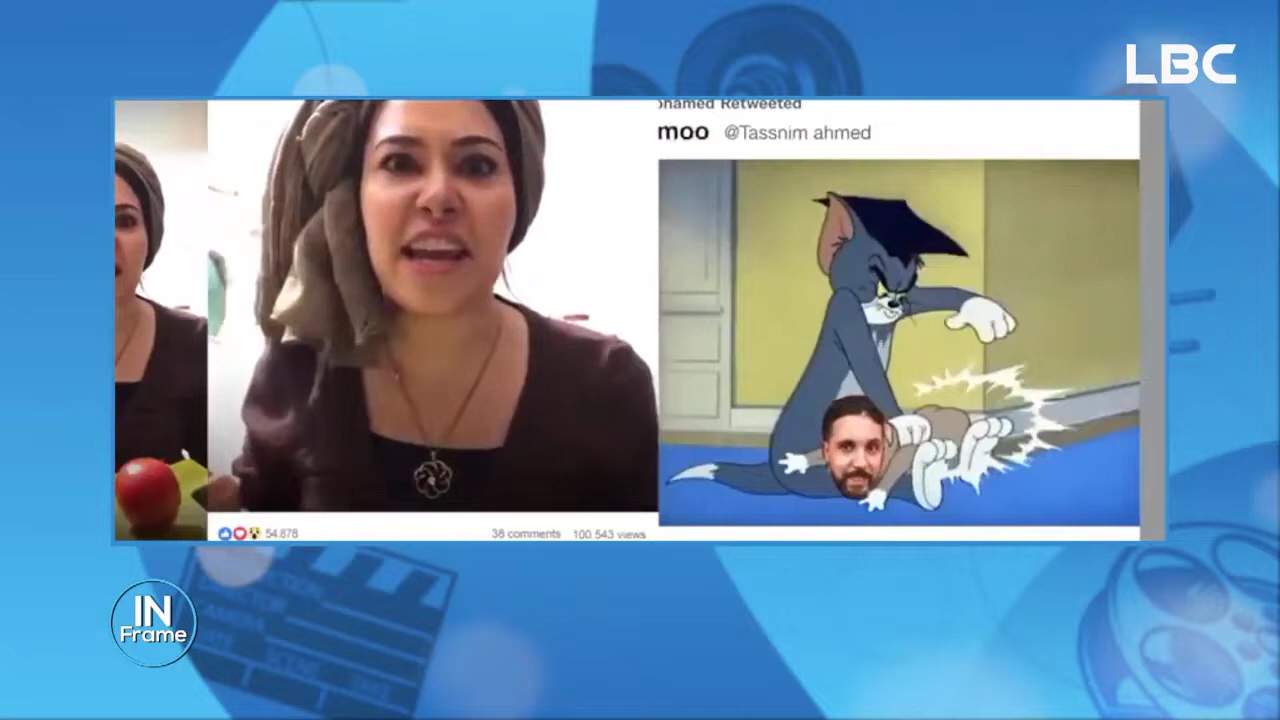 LBC
ohamed Retweeted
moo @Tassnim ahmed
54.878 38 comments 100.543 views
IN
Frame